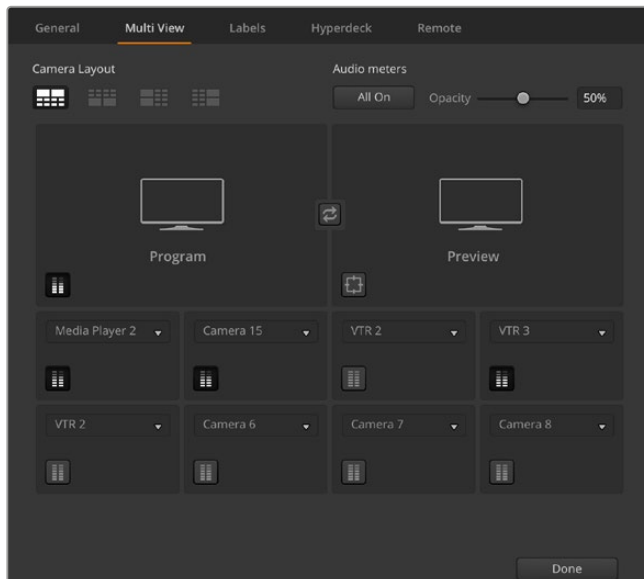 General Multi View Labels Hyperdeck Remote
Camera Layout Audio meters
All On Opacity 50%
Program Preview
Media Player 2 Camera 15 VTR 2 VTR 3
VTR 2 Camera 6 Camera 7 Camera 8
Done